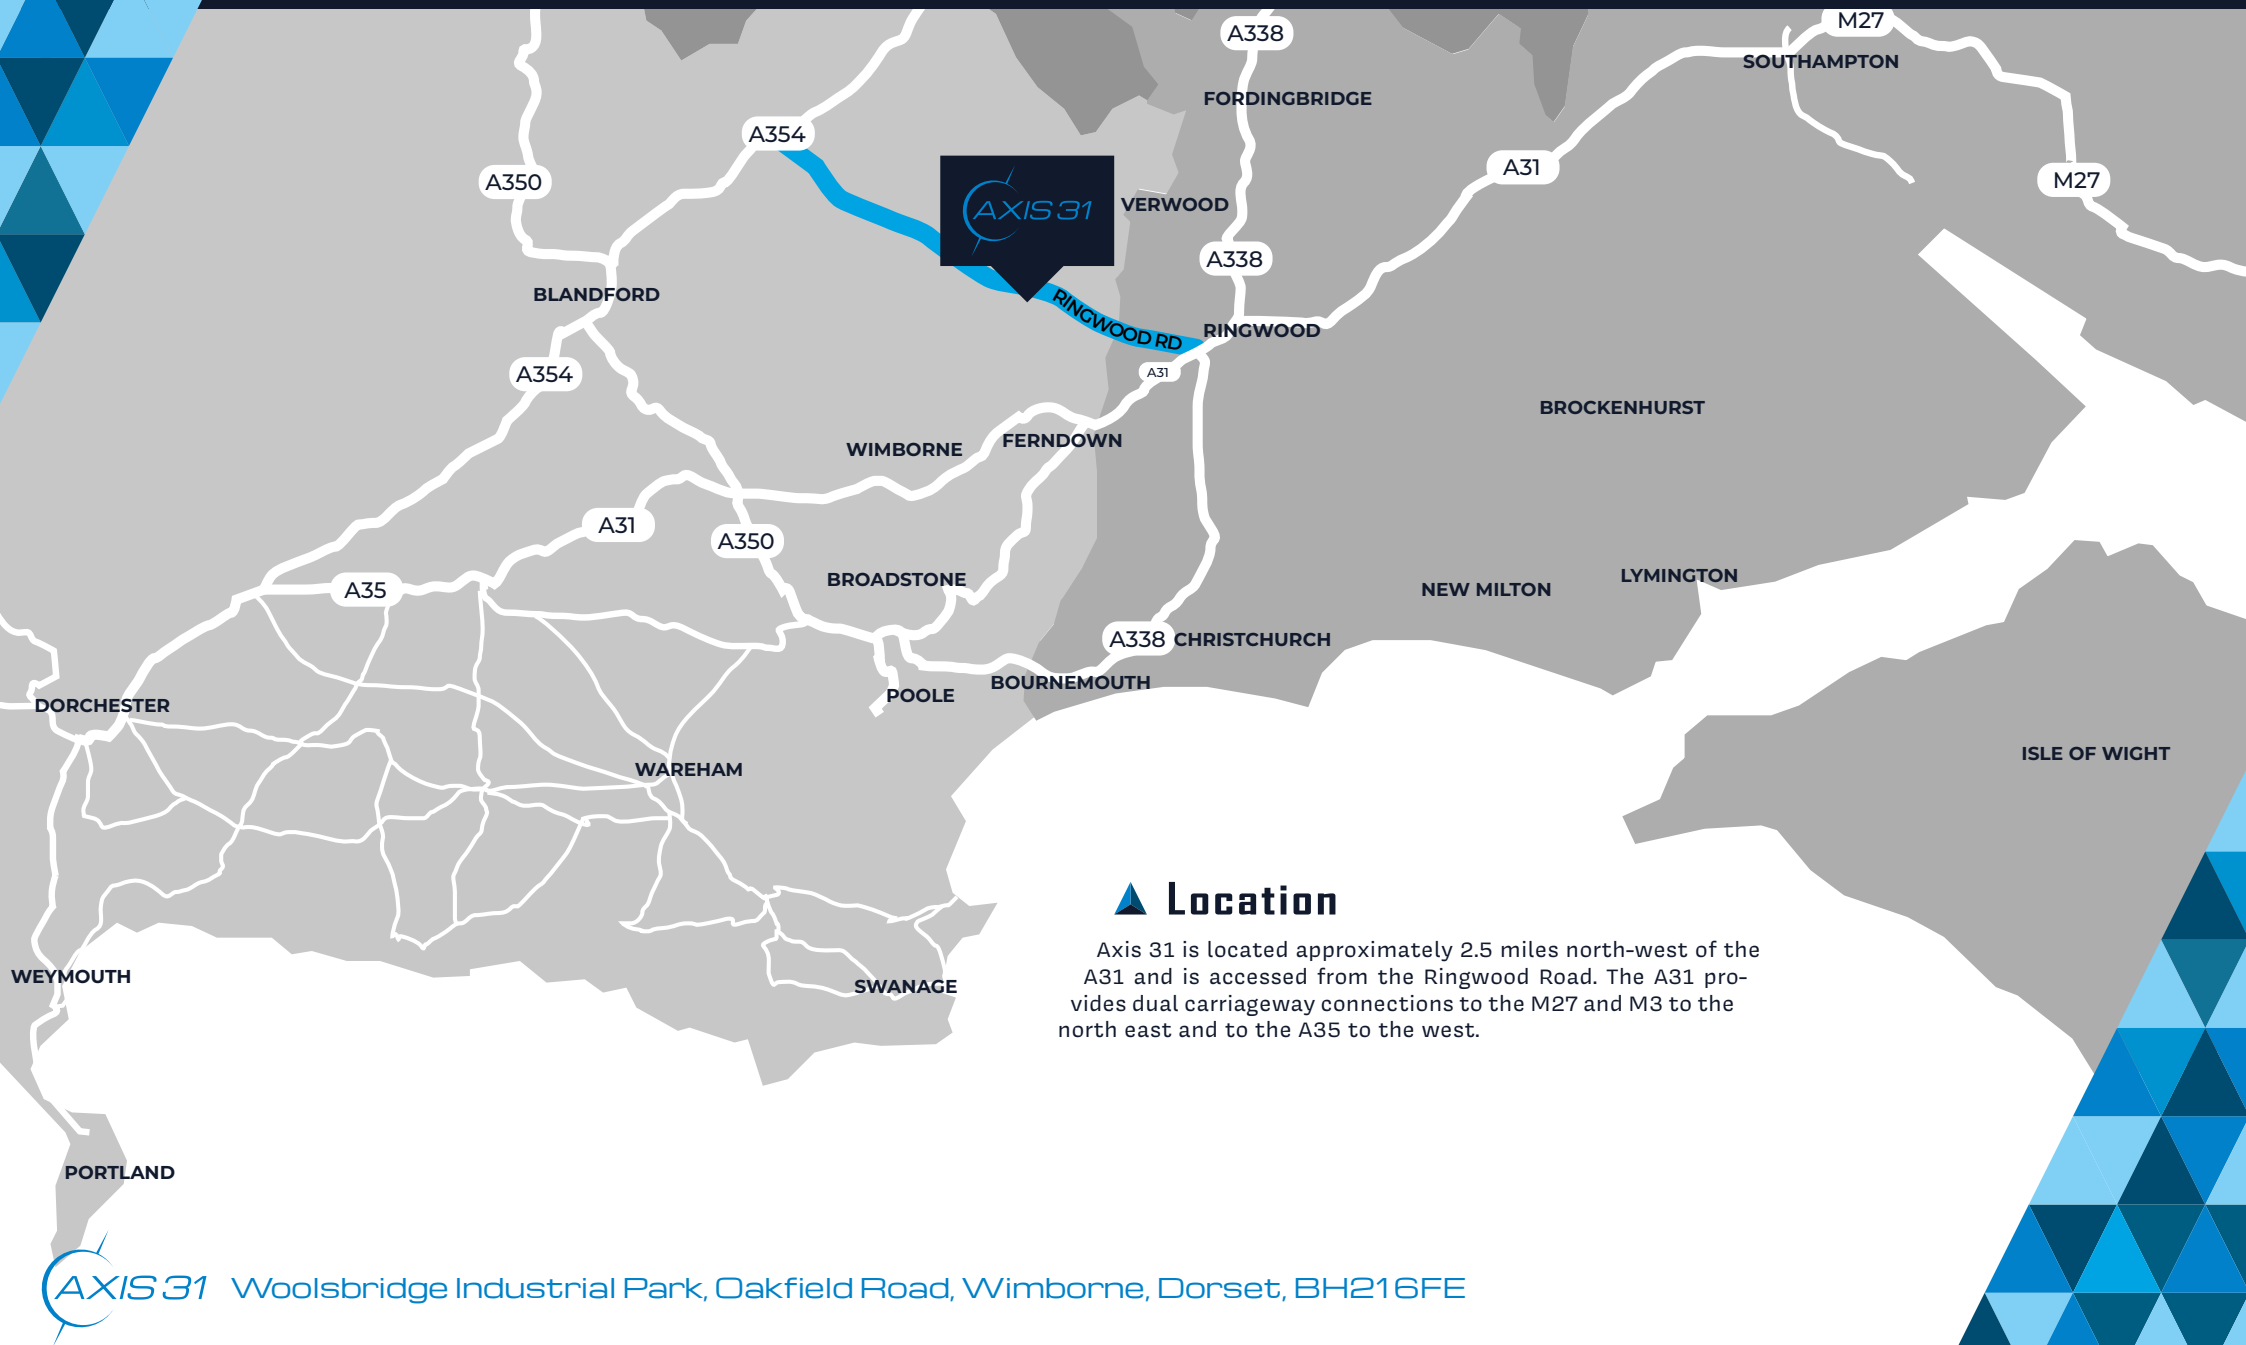 M27
A338
SOUTHAMPTON
FORDINGBRIDGE
A354
A31
A350
M27
AXIS 31
VERWOOD
A338
BLANDFORD
RINGWOOD RD
RINGWOOD
A354
A31
BROCKENHURST
WIMBORNE
FERNDOWN
A31
A350
BROADSTONE
LYMINGTON
A35
NEW MILTON
A338
CHRISTCHURCH
BOURNEMOUTH
POOLE
DORCHESTER
ISLE OF WIGHT
WAREHAM
WEYMOUTH
SWANAGE
PORTLAND
Location
Axis 31 is located approximately 2.5 miles north-west of the
A31 and is accessed from the Ringwood Road. The A31 pro-
vides dual carriageway connections to the M27 and M3 to the
north east and to the A35 to the west.
AXIS 31 Woolsbridge Industrial Park, Oakfield Road, Wimborne, Dorset, BH216FE